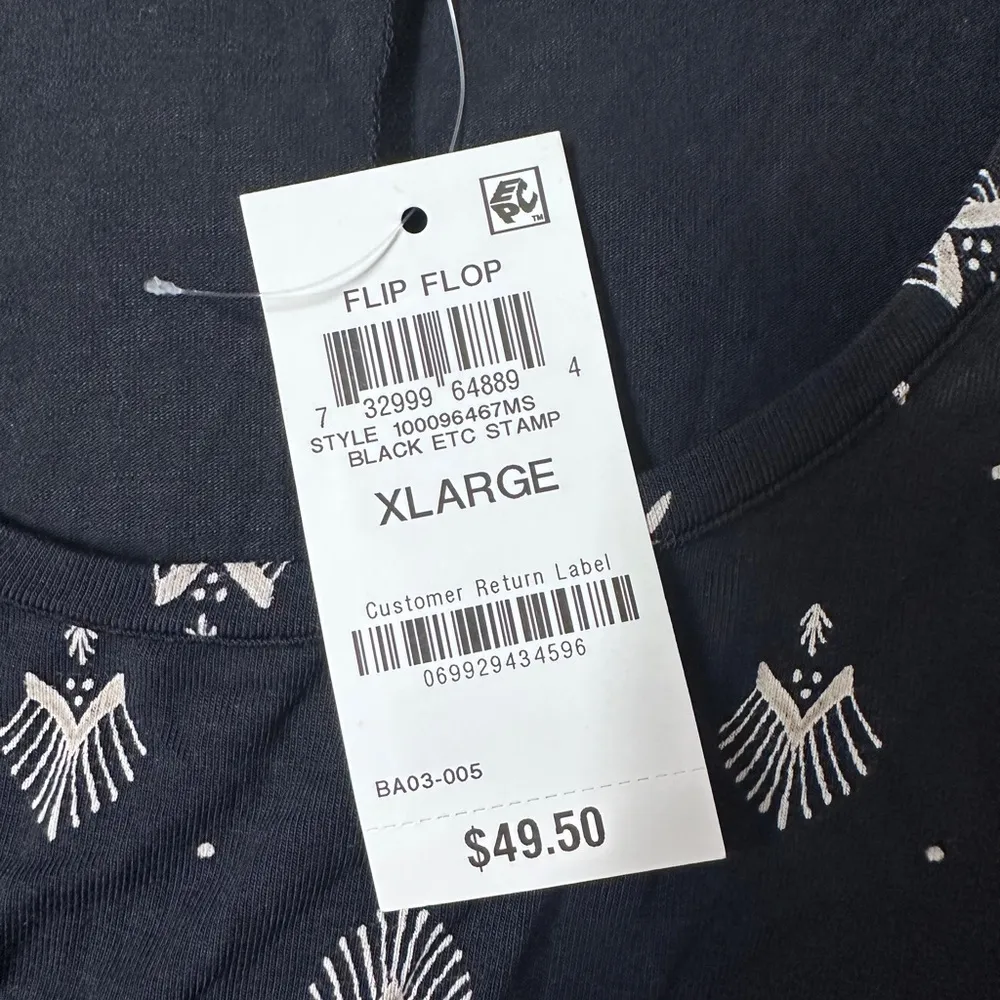 EPC
TM
FLIP FLOP
7 32999 64889 4
STYLE 100096467MS
BLACK ETC STAMP
XLARGE
Customer Return Label
069929434596
BA03-005
$49.50